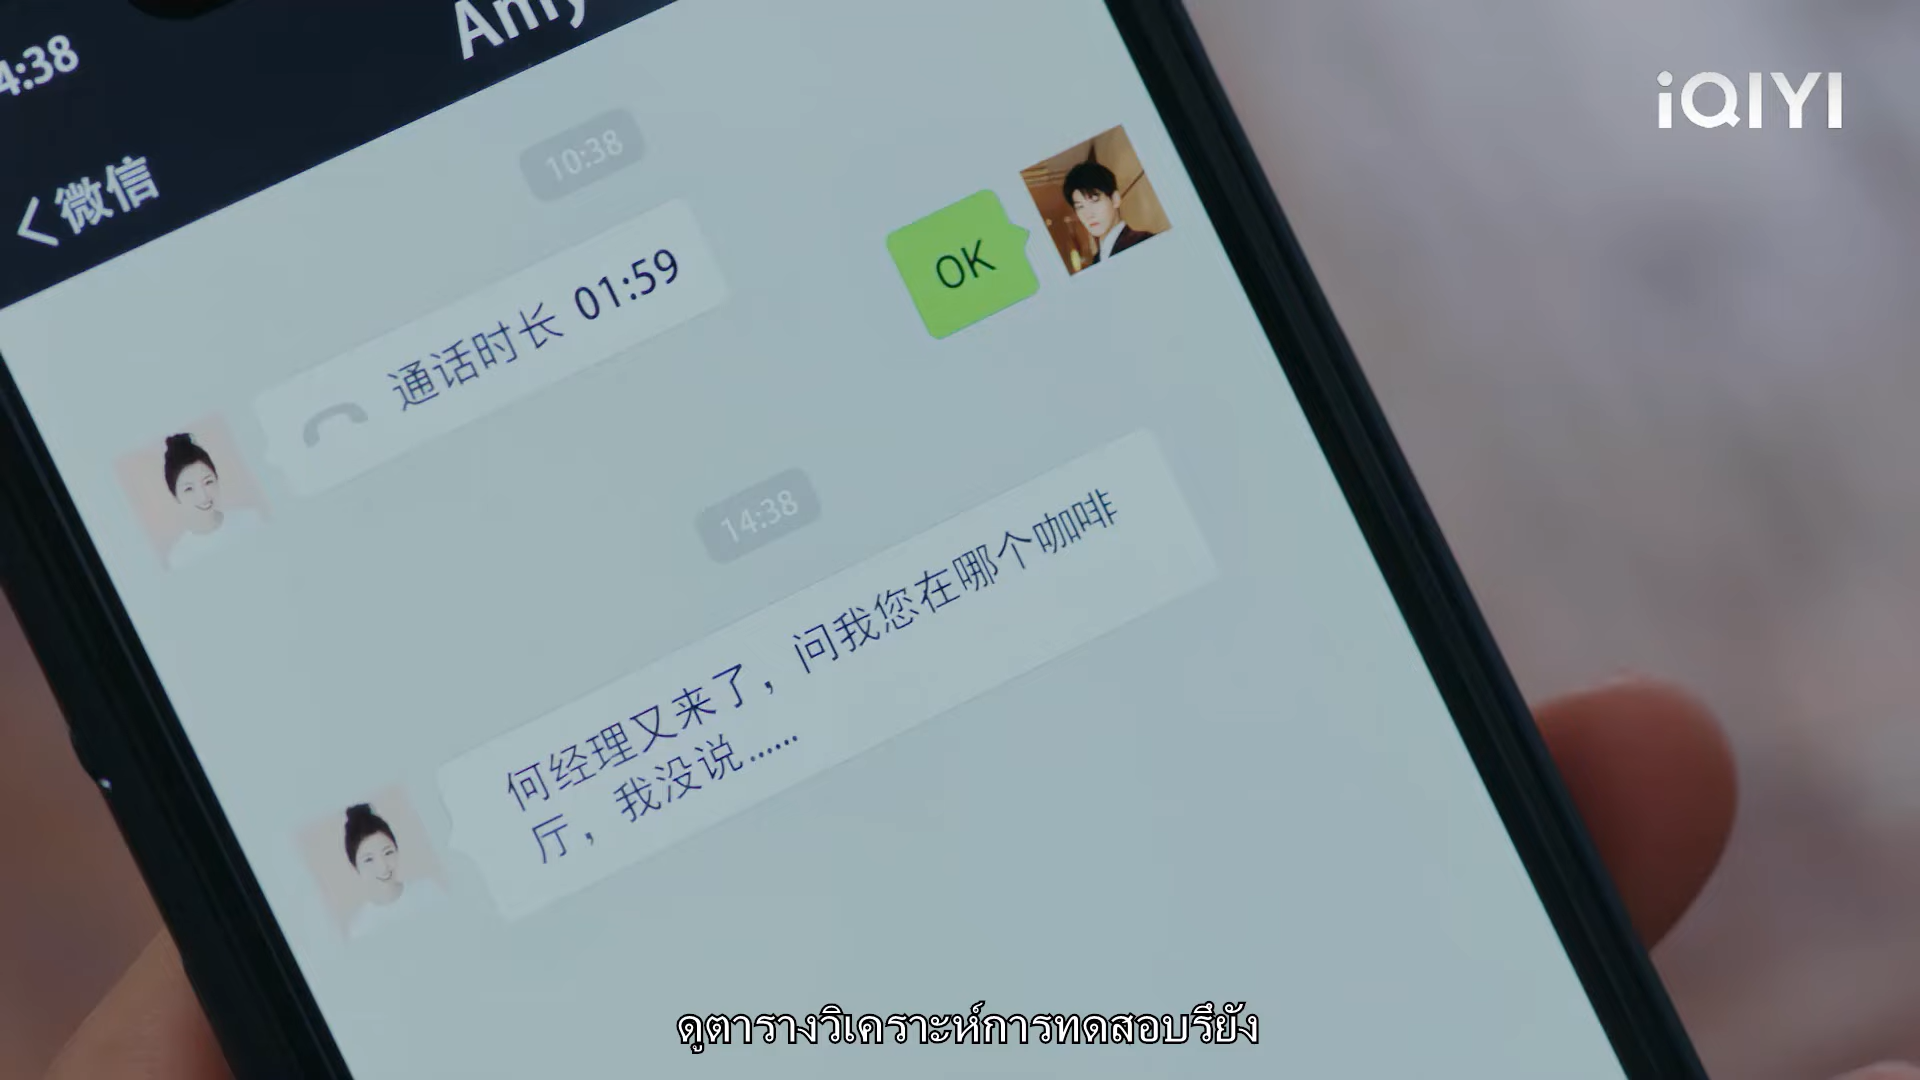 4:38
Amy
iQIYI
微信
10:38
OK
通话时长 01:59
14:38
何经理又来了，问我您在哪个咖啡
厅，我没说……
ดูตารางวิเคราะห์การทดสอบรึยัง